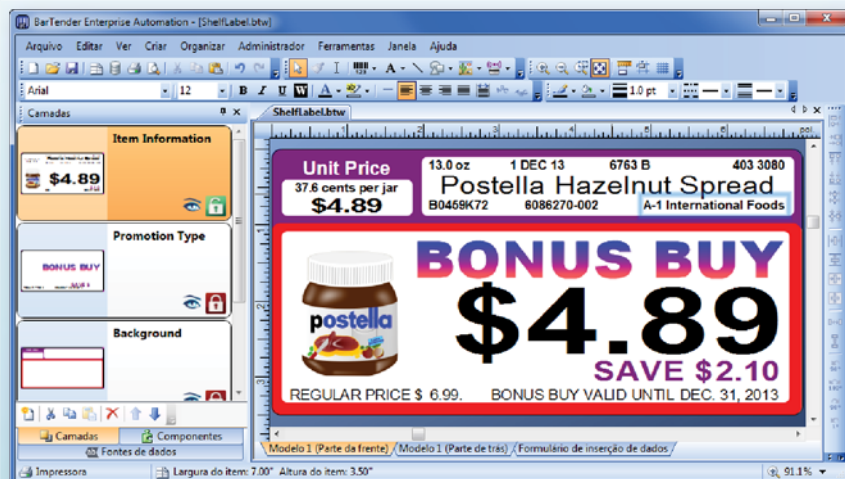 BarTender Enterprise Automation - [ShelfLabel.btw]
Arquivo Editar Ver Criar Organizar Administrador Ferramentas Janela Ajuda
Arial 12 B I U W A 1.0 pt
Camadas
ShelfLabel.btw
Item Information
Promotion Type
BONUS BUY
Background
$4.89
Unit Price
37.6 cents per jar
$4.89
13.0 oz 1 DEC 13 6763 B 403 3080
Postella Hazelnut Spread
B0459K72 6086270-002 A-1 International Foods
BONUS BUY
$4.89
postella
SAVE $2.10
REGULAR PRICE $ 6.99. BONUS BUY VALID UNTIL DEC. 31, 2013
Camadas Componentes
Fontes de dados
Modelo 1 (Parte da frente) Modelo 1 (Parte de trás) Formulário de inserção de dados
Impressora Largura do item: 7.00" Altura do item: 3.50" 91.1%